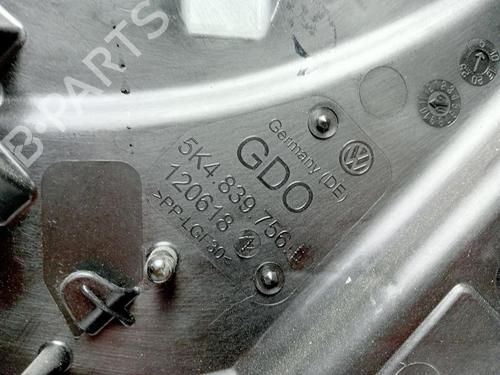 B-PARTS
Germany (DE)
GDO
5K4 839 756
120618
>PP-LGF30<